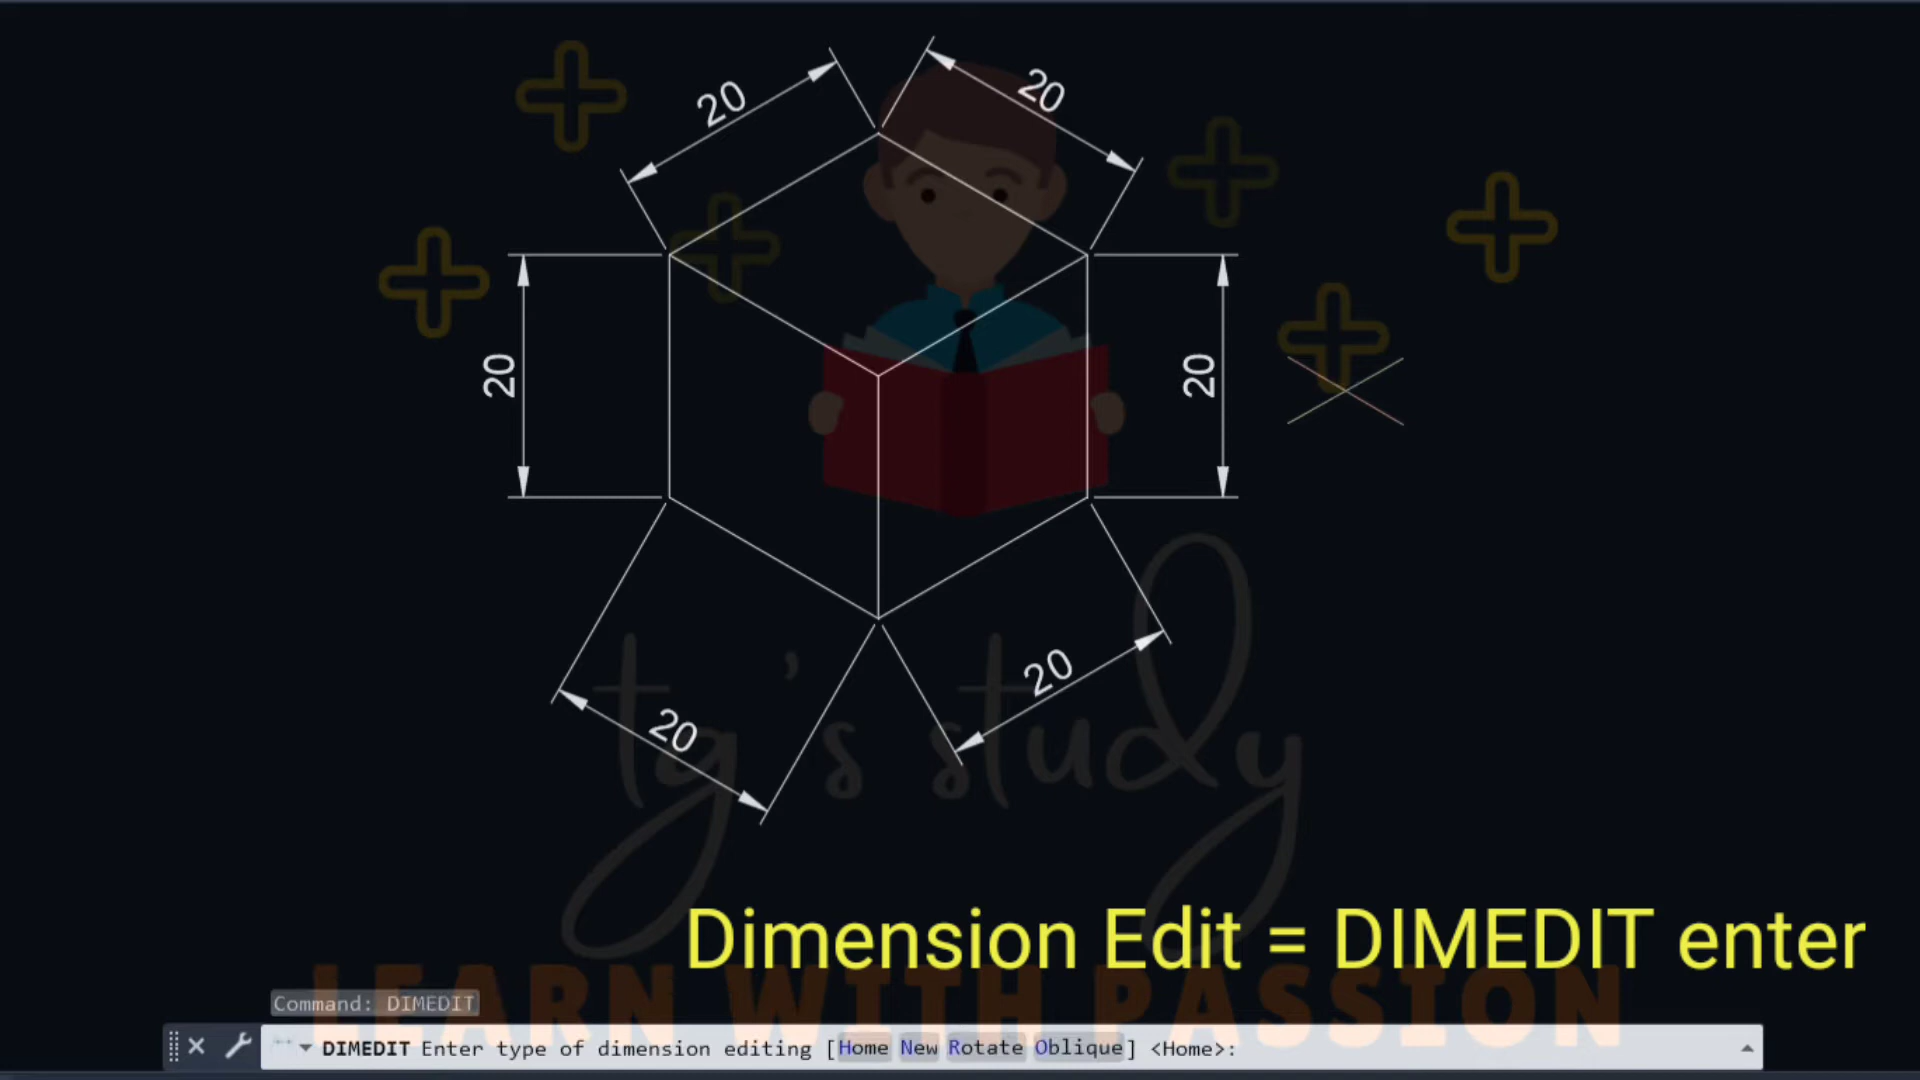 20
20
20
20
20
20
tg's study
Dimension Edit = DIMEDIT enter
LEARN WITH PASSION
Command: DIMEDIT
DIMEDIT Enter type of dimension editing [Home New Rotate Oblique] <Home>: